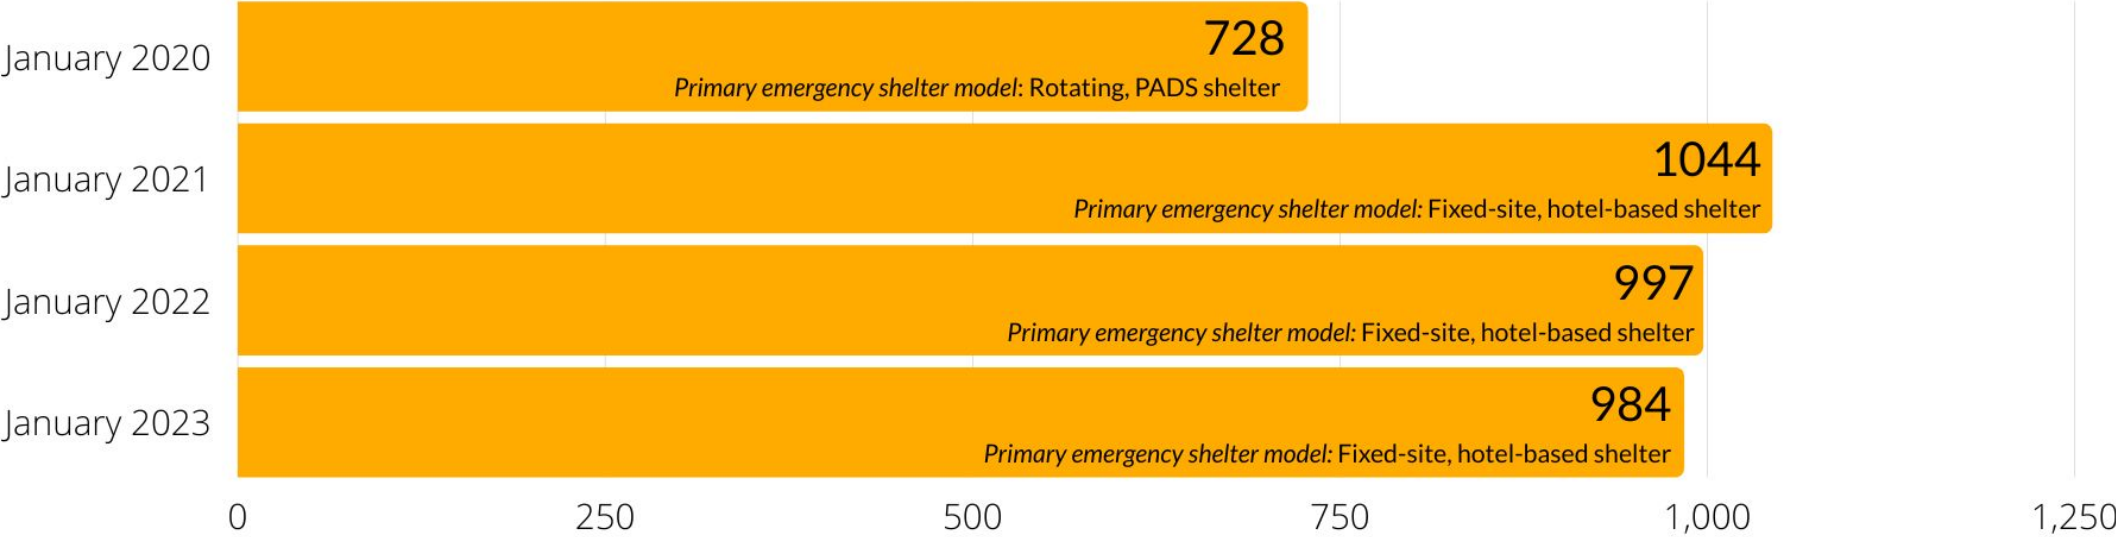 January 2020
728
Primary emergency shelter model: Rotating, PADS shelter
January 2021
1044
Primary emergency shelter model: Fixed-site, hotel-based shelter
January 2022
997
Primary emergency shelter model: Fixed-site, hotel-based shelter
January 2023
984
Primary emergency shelter model: Fixed-site, hotel-based shelter
0 250 500 750 1,000 1,250